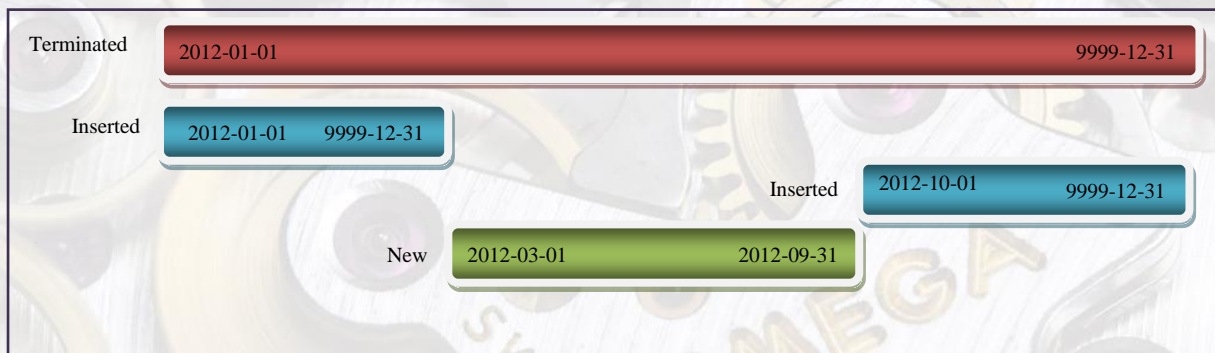 Terminated 2012-01-01 9999-12-31
Inserted 2012-01-01 9999-12-31
Inserted 2012-10-01 9999-12-31
New 2012-03-01 2012-09-31
OMEGA